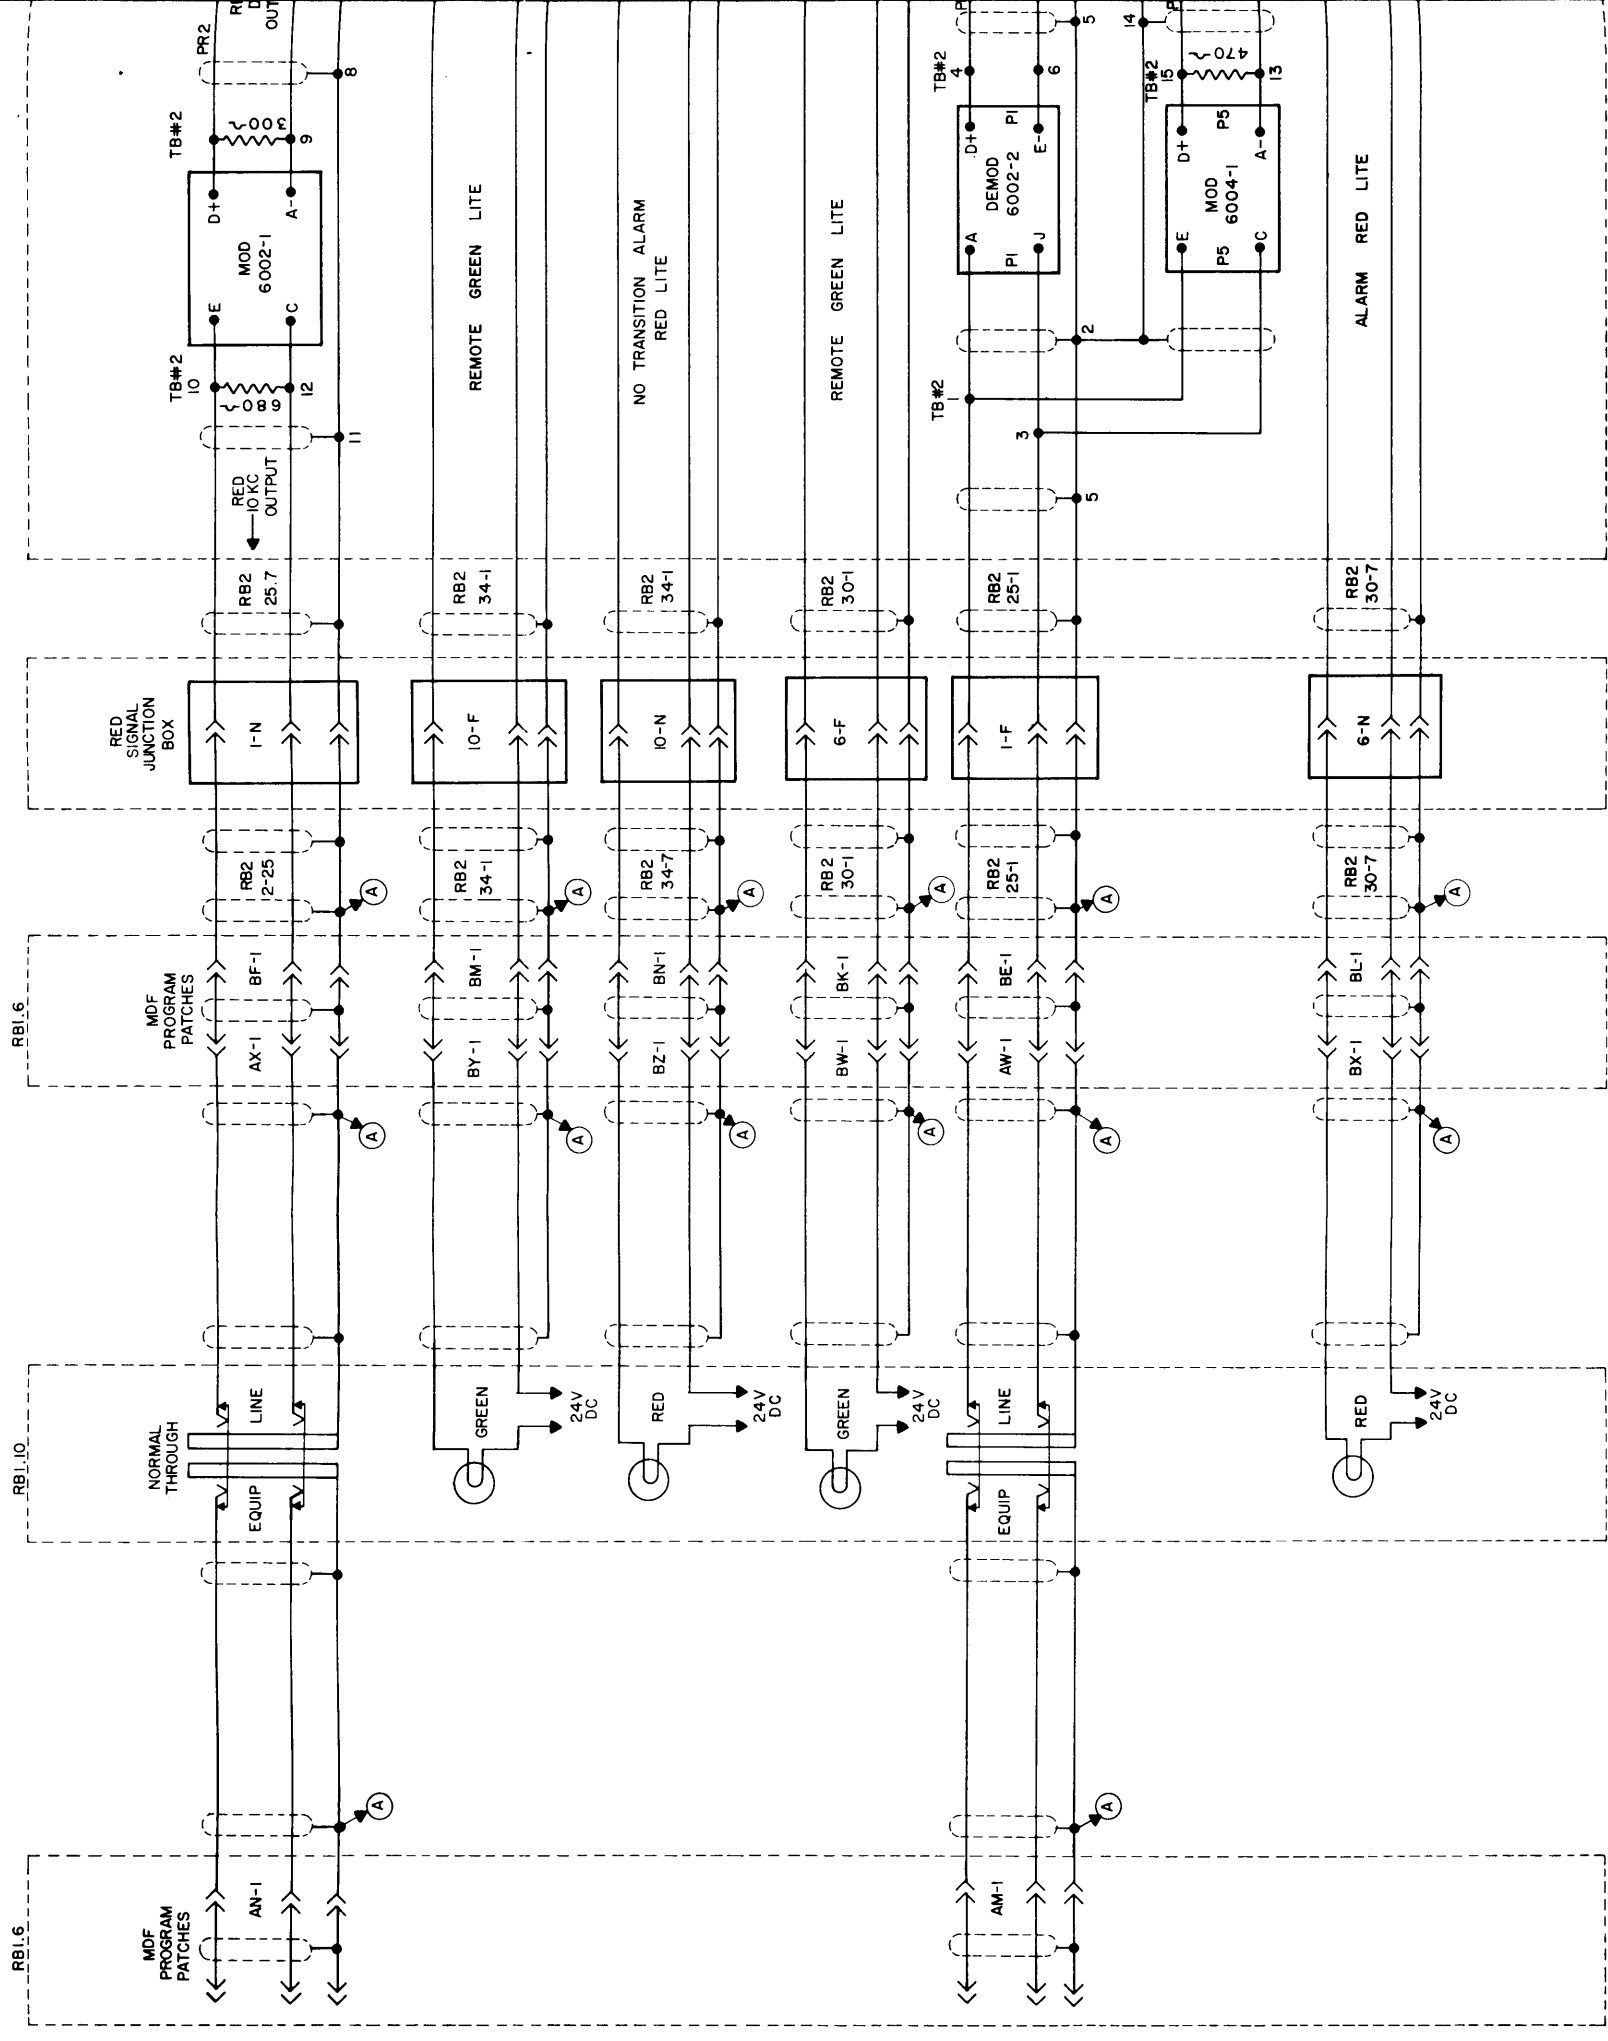 RB1.6
RB1.10
RB1.6
MDF
PROGRAM
PATCHES
NORMAL
THROUGH
MDF
PROGRAM
PATCHES
RED
SIGNAL
JUNCTION
BOX
AN-1
A
EQUIP
LINE
A
AX-1
BF-1
A
RB2
2-25
1-N
RB2
25.7
RED
10KC
OUTPUT
11
TB#2
10
680
12
E
C
MOD
6002-1
D+
A-
TB#2
300
9
PR2
8
OUT
GREEN
24V
DC
A
BY-1
BM-1
A
RB2
34-1
10-F
RB2
34-1
REMOTE GREEN LITE
RED
24V
DC
A
BZ-1
BN-1
A
RB2
34-7
10-N
RB2
34-1
NO TRANSITION ALARM
RED LITE
GREEN
24V
DC
A
BW-1
BK-1
A
RB2
30-1
6-F
RB2
30-1
REMOTE GREEN LITE
AM-1
A
EQUIP
LINE
A
AW-1
BE-1
A
RB2
25-1
1-F
RB2
25-1
5
TB#2
1
3
2
A
J
P1
DEMOD
6002-2
D+
E-
P1
TB#2
4
6
5
14
E
C
P5
MOD
6004-1
D+
A-
P5
TB#2
15
470
13
RED
24V
DC
A
BX-1
BL-1
A
RB2
30-7
6-N
RB2
30-7
ALARM RED LITE